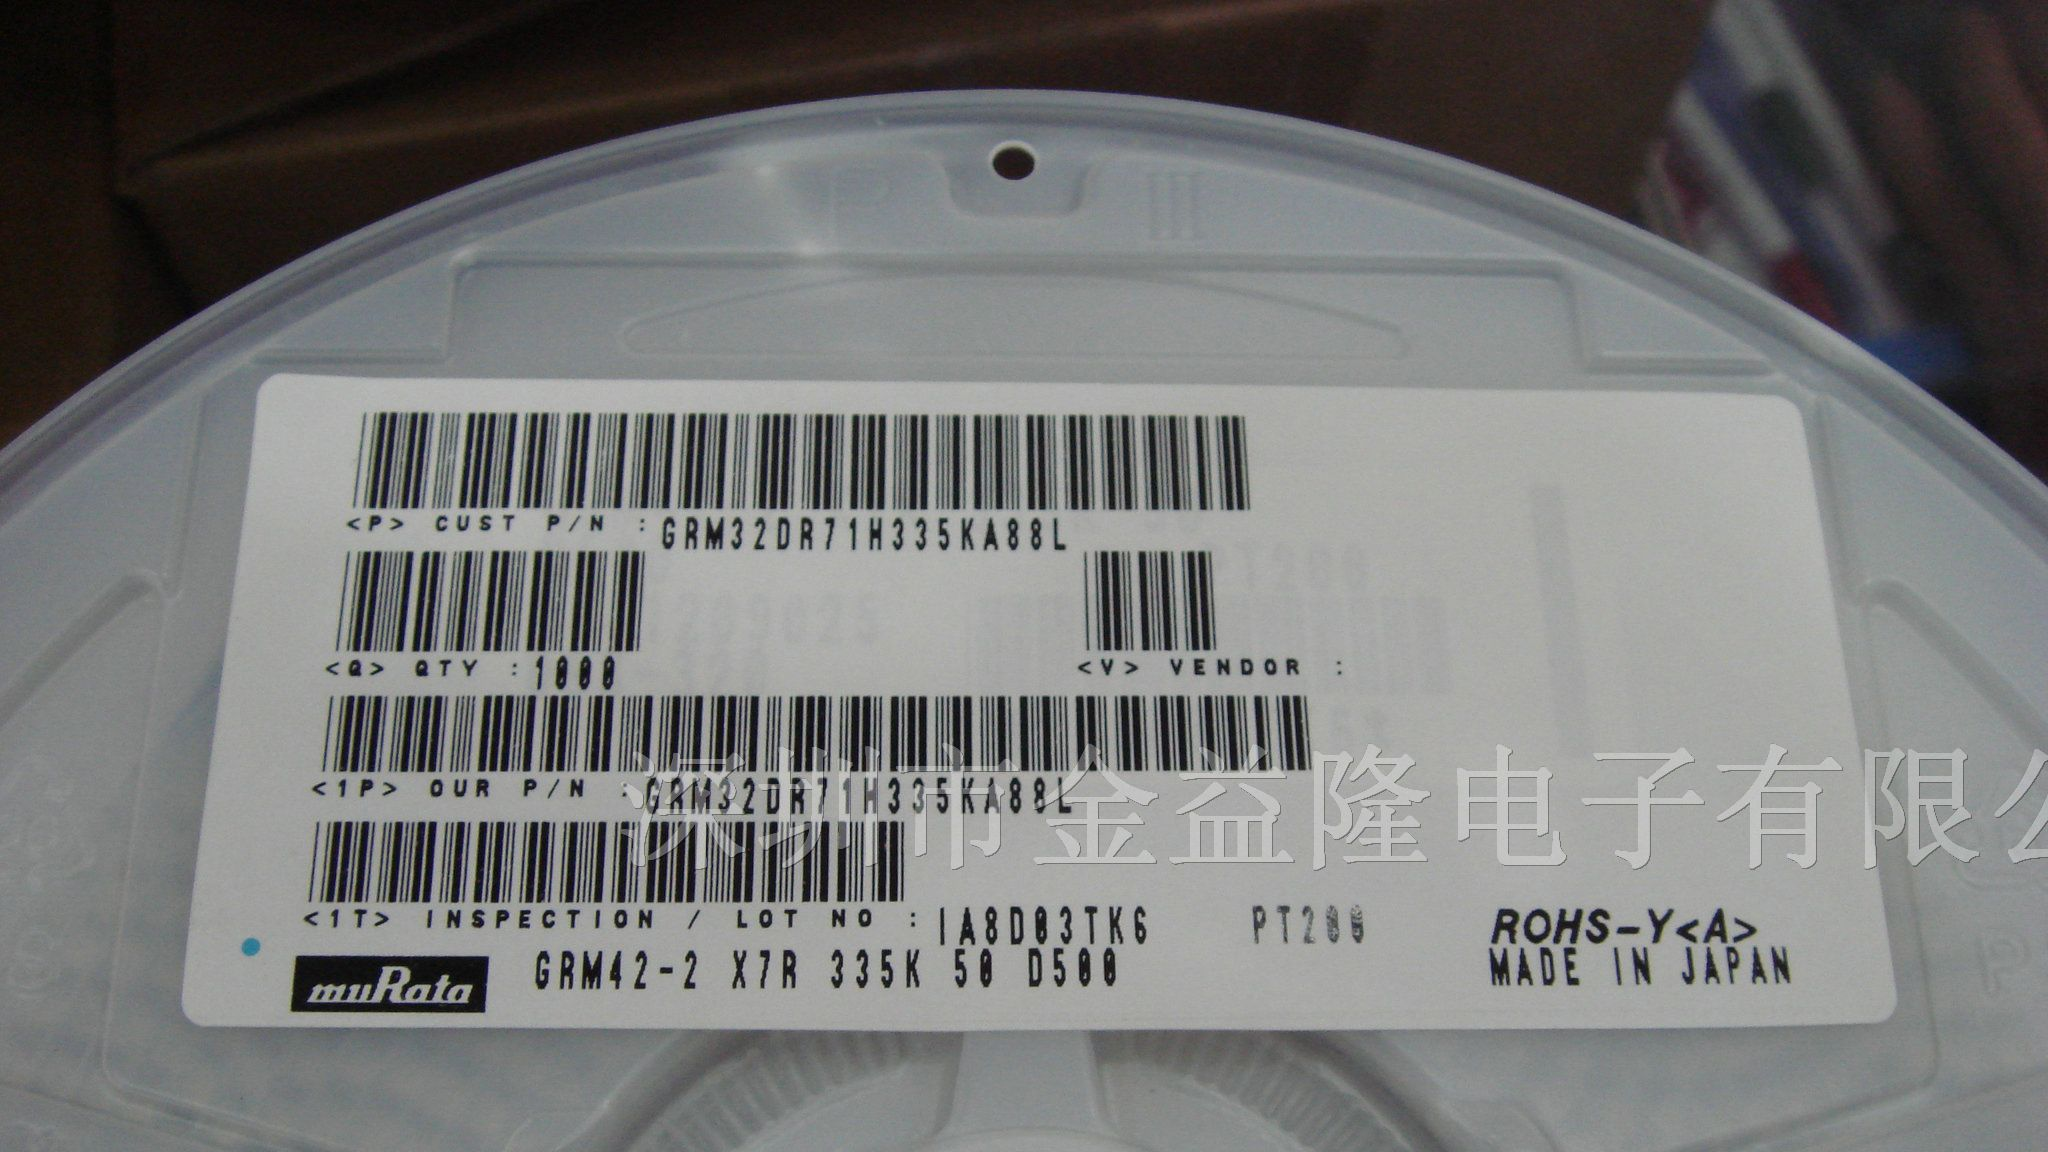 <P> CUST P/N : GRM32DR71H335KA88L
<Q> QTY : 1000 <V> VENDOR :
<1P> OUR P/N : GRM32DR71H335KA88L
深圳市金益隆电子有限公
<1T> INSPECTION / LOT NO : IA8D03TK6 PT200 ROHS-Y<A>
muRata GRM42-2 X7R 335K 50 D500 MADE IN JAPAN